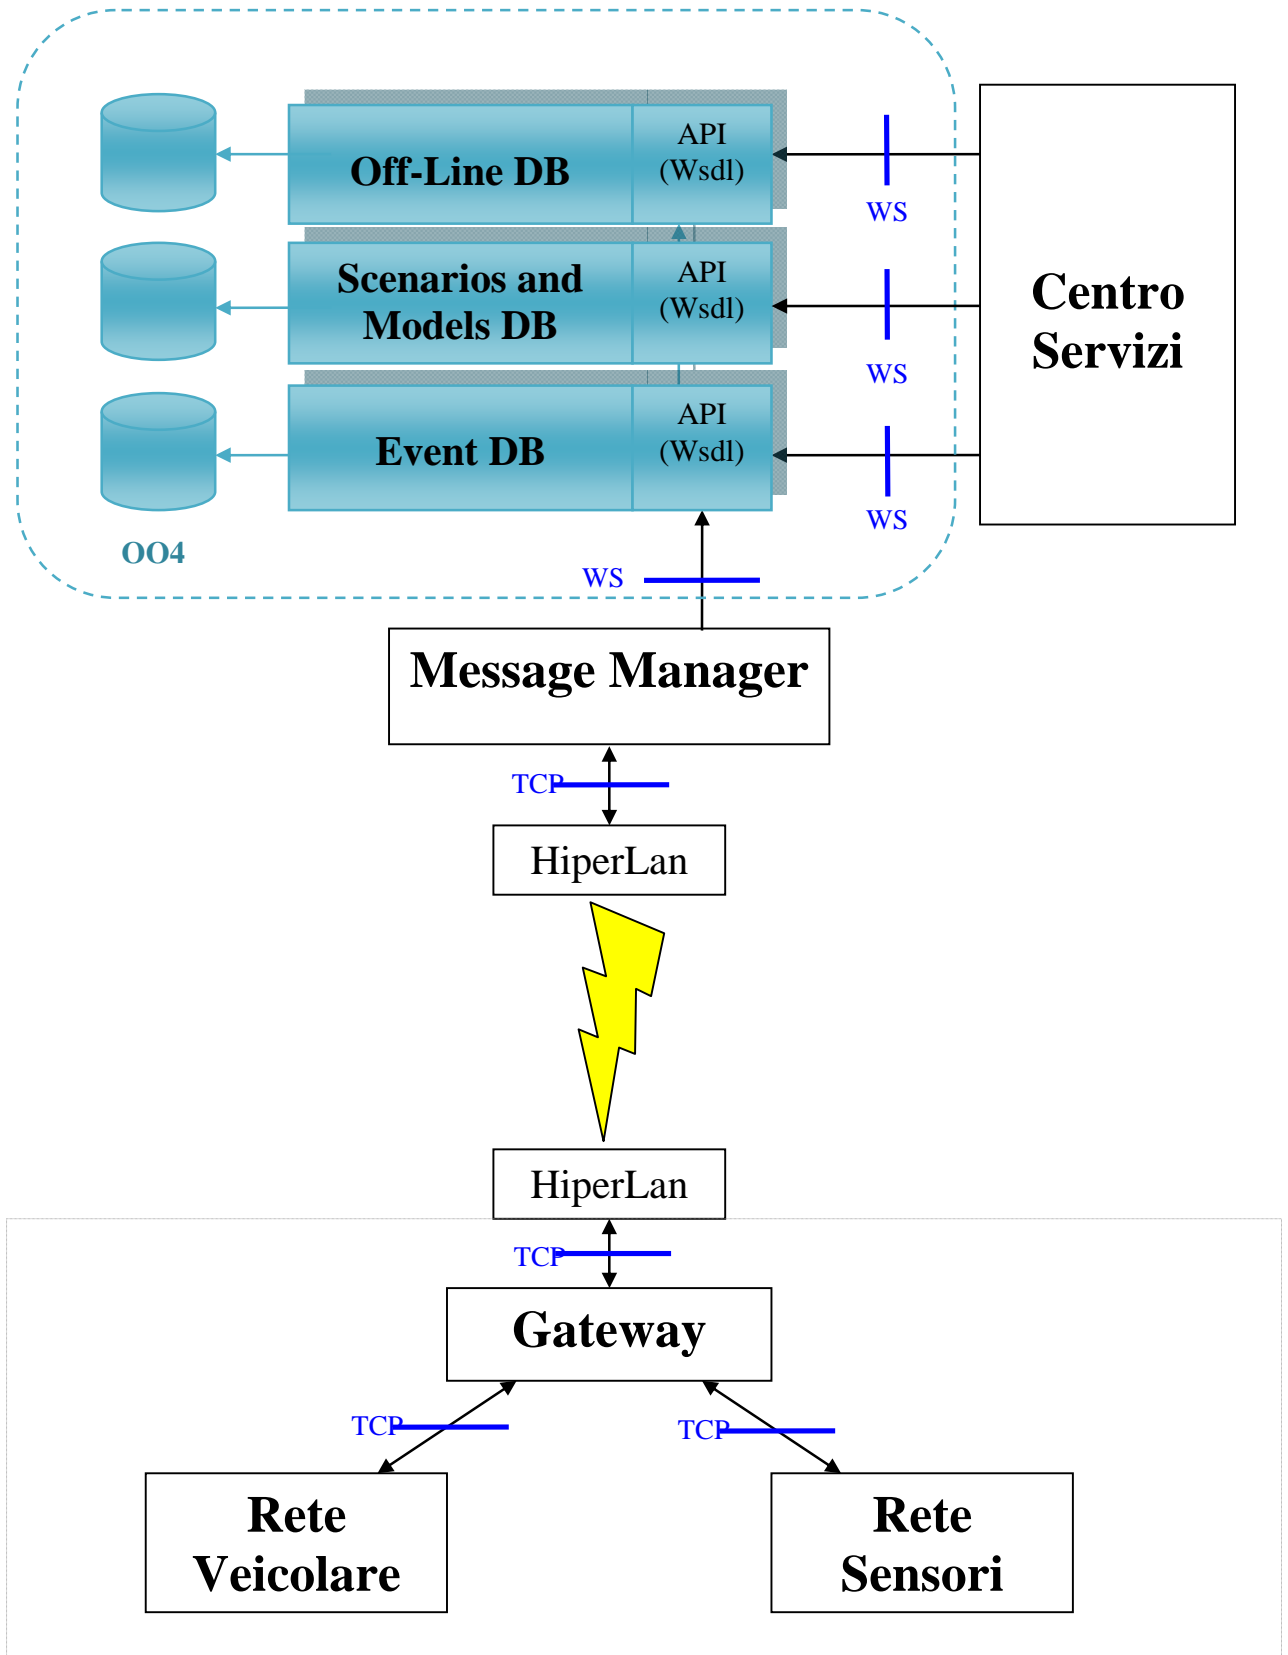 API
(Wsdl)
Off-Line DB
WS
API
(Wsdl)
Scenarios and
Models DB
Centro
Servizi
WS
API
(Wsdl)
Event DB
WS
OO4
WS
Message Manager
TCP
HiperLan
HiperLan
TCP
Gateway
TCP
TCP
Rete
Veicolare
Rete
Sensori